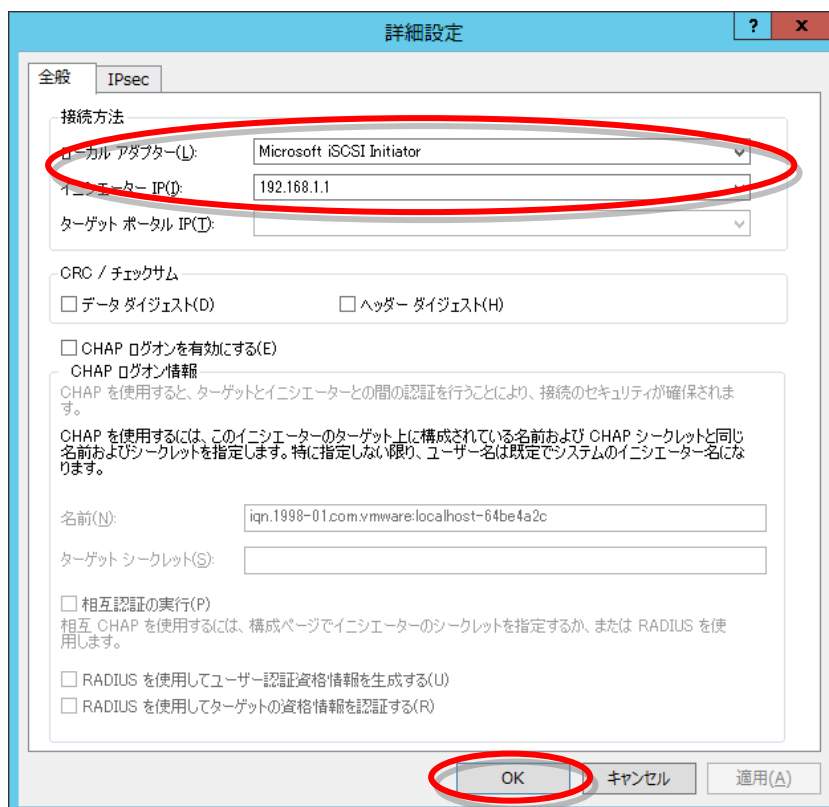 詳細設定
? x
全般 IPsec
接続方法
ローカル アダプター(L): Microsoft iSCSI Initiator
イニシエーター IP(I): 192.168.1.1
ターゲット ポータル IP(T):
CRC / チェックサム
データ ダイジェスト(D) ヘッダー ダイジェスト(H)
CHAP ログオンを有効にする(E)
CHAP ログオン情報
CHAP を使用すると、ターゲットとイニシエーターとの間の認証を行うことにより、接続のセキュリティが確保されま
す。
CHAP を使用するには、このイニシエーターのターゲット上に構成されている名前および CHAP シークレットと同じ
名前およびシークレットを指定します。特に指定しない限り、ユーザー名は既定でシステムのイニシエーター名にな
ります。
名前(N): iqn.1998-01.com.vmware:localhost-64be4a2c
ターゲット シークレット(S):
相互認証の実行(P)
相互 CHAP を使用するには、構成ページでイニシエーターのシークレットを指定するか、または RADIUS を使
用します。
RADIUS を使用してユーザー認証資格情報を生成する(U)
RADIUS を使用してターゲットの資格情報を認証する(R)
OK キャンセル 適用(A)